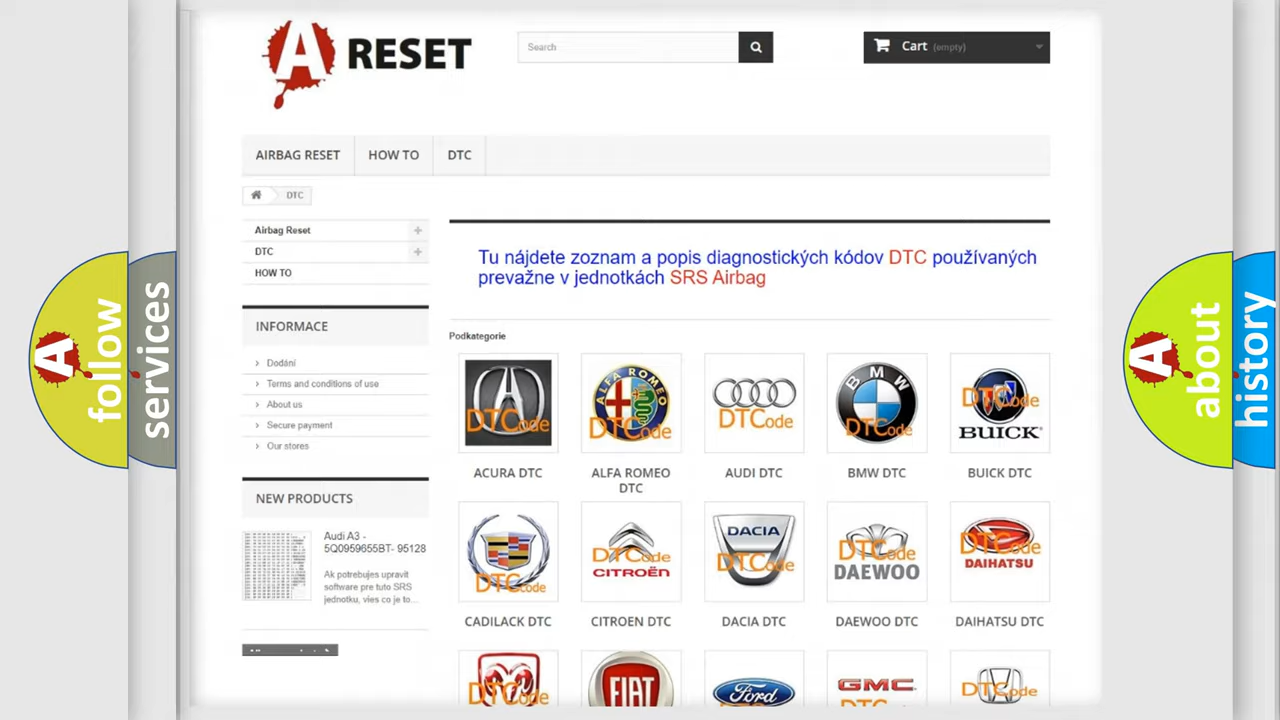 A RESET
Search
Cart (empty)
AIRBAG RESET
HOW TO
DTC
DTC
Airbag Reset
DTC
HOW TO
INFORMACE
Dodání
Terms and conditions of use
About us
Secure payment
Our stores
NEW PRODUCTS
Audi A3 -
5Q0959655BT- 95128
Ak potrebujes upravit
software pre tuto SRS
jednotku, vies co je to...
Tu nájdete zoznam a popis diagnostických kódov DTC používaných
prevažne v jednotkách SRS Airbag
Podkategorie
DTCode
ALFA ROMEO
DTCode
DTCode
BMW
DTCode
DTCode
BUICK
ACURA DTC
ALFA ROMEO
DTC
AUDI DTC
BMW DTC
BUICK DTC
DTCode
DTCode
CITROËN
DACIA
DTCode
DTCode
DAEWOO
DTCode
DAIHATSU
CADILACK DTC
CITROEN DTC
DACIA DTC
DAEWOO DTC
DAIHATSU DTC
DTCode
FIAT
Ford
GMC
DTCode
A follow
services
A about
history